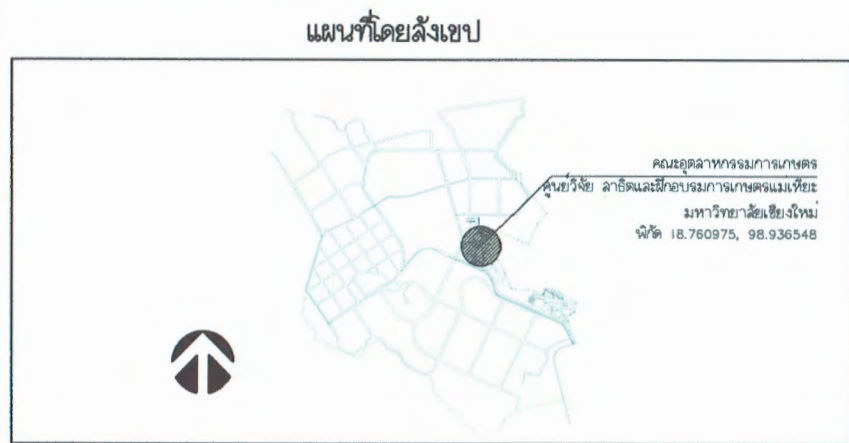 แผนที่โดยสังเขป
คณะอุตสาหกรรมการเกษตร
ศูนย์วิจัย สาธิตและฝึกอบรมการเกษตรแม่เหียะ
มหาวิทยาลัยเชียงใหม่
พิกัด 18.760975, 98.936548